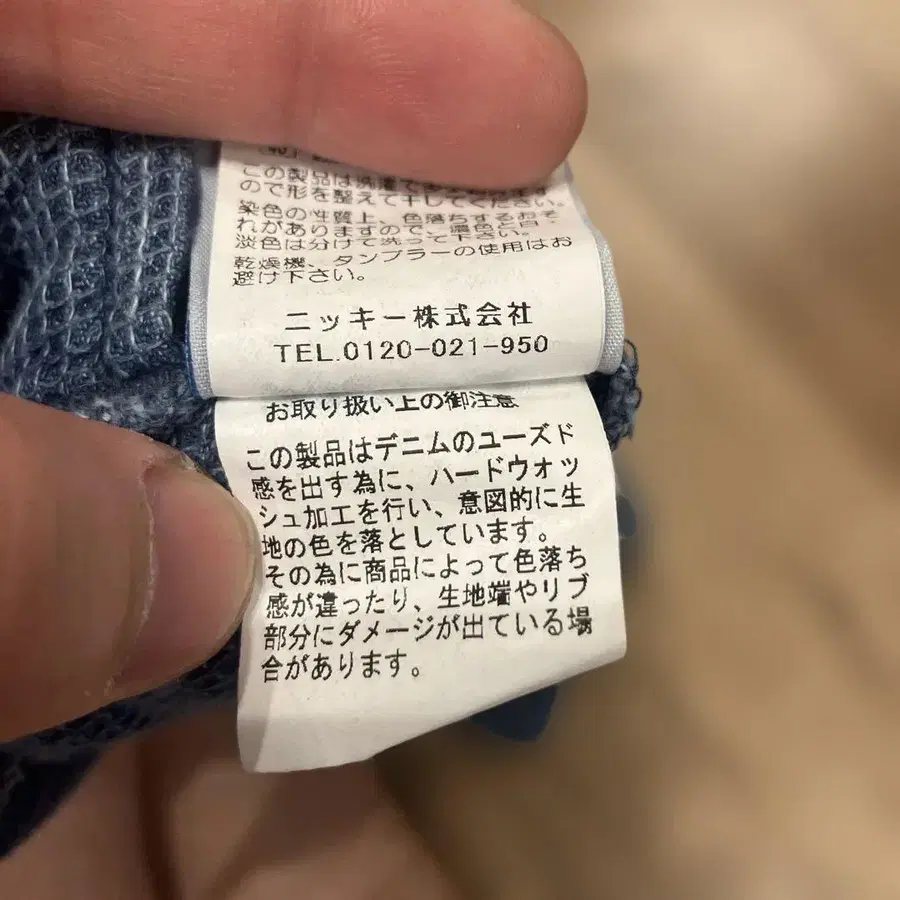 この製品は洗濯で
ので形を整えて干してください。
染色の性質上、色落ちするおそ
れがありますので、濃色と白・
淡色は分けて洗って下さい。
乾燥機、タンブラーの使用はお
避け下さい。
ニッキー株式会社
TEL.0120-021-950
お取り扱い上の御注意
この製品はデニムのユーズド
感を出す為に、ハードウオッ
シュ加工を行い、意図的に生
地の色を落としています。
その為に商品によって色落ち
感が違ったり、生地端やリブ
部分にダメージが出ている場
合があります。